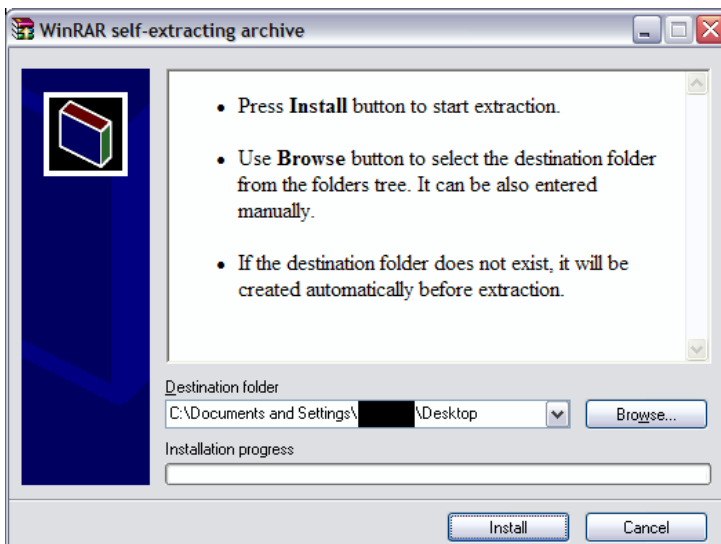 WinRAR self-extracting archive
• Press Install button to start extraction.
• Use Browse button to select the destination folder
from the folders tree. It can be also entered
manually.
• If the destination folder does not exist, it will be
created automatically before extraction.
Destination folder
C:\Documents and Settings\ \Desktop
Browse...
Installation progress
Install
Cancel